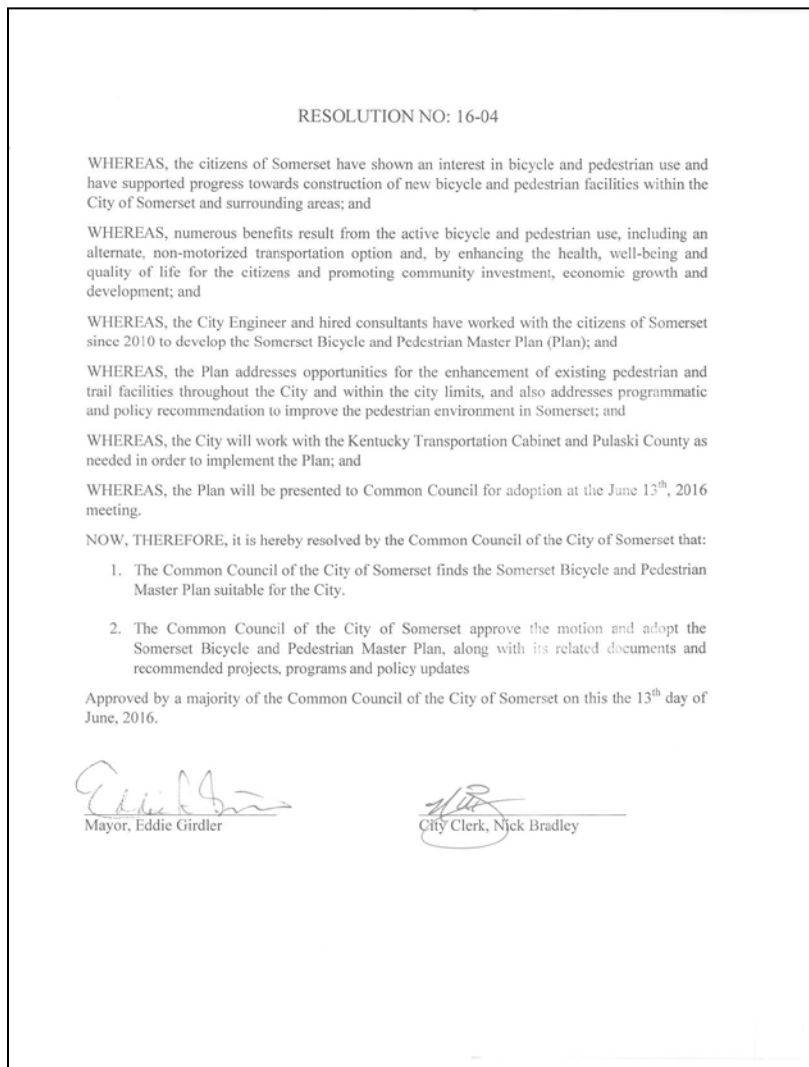 RESOLUTION NO: 16-04
WHEREAS, the citizens of Somerset have shown an interest in bicycle and pedestrian use and
have supported progress towards construction of new bicycle and pedestrian facilities within the
City of Somerset and surrounding areas; and
WHEREAS, numerous benefits result from the active bicycle and pedestrian use, including an
alternate, non-motorized transportation option and, by enhancing the health, well-being and
quality of life for the citizens and promoting community investment, economic growth and
development; and
WHEREAS, the City Engineer and hired consultants have worked with the citizens of Somerset
since 2010 to develop the Somerset Bicycle and Pedestrian Master Plan (Plan); and
WHEREAS, the Plan addresses opportunities for the enhancement of existing pedestrian and
trail facilities throughout the City and within the city limits, and also addresses programmatic
and policy recommendation to improve the pedestrian environment in Somerset; and
WHEREAS, the City will work with the Kentucky Transportation Cabinet and Pulaski County as
needed in order to implement the Plan; and
WHEREAS, the Plan will be presented to Common Council for adoption at the June 13th, 2016
meeting.
NOW, THEREFORE, it is hereby resolved by the Common Council of the City of Somerset that:
1. The Common Council of the City of Somerset finds the Somerset Bicycle and Pedestrian
Master Plan suitable for the City.
2. The Common Council of the City of Somerset approve the motion and adopt the
Somerset Bicycle and Pedestrian Master Plan, along with its related documents and
recommended projects, programs and policy updates
Approved by a majority of the Common Council of the City of Somerset on this the 13th day of
June, 2016.
Mayor, Eddie Girdler
City Clerk, Nick Bradley